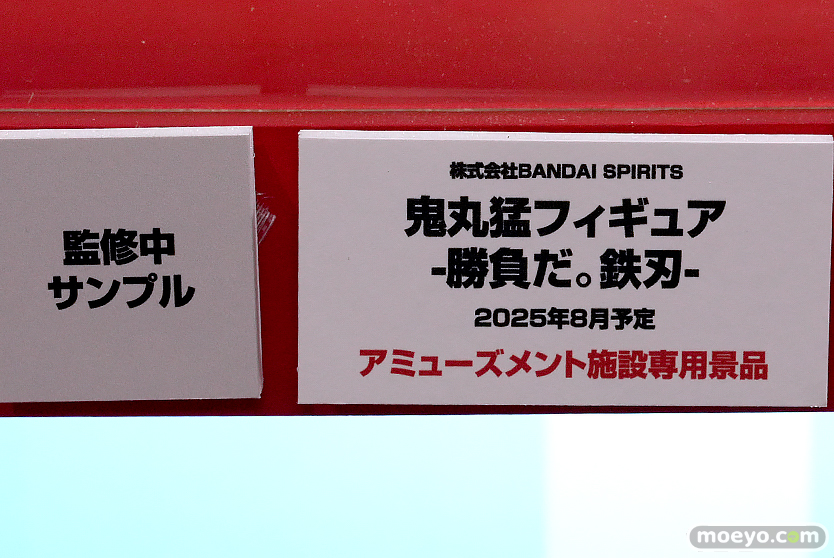 監修中
サンプル
株式会社BANDAI SPIRITS
鬼丸猛フィギュア
-勝負だ。鉄刃-
2025年8月予定
アミューズメント施設専用景品
moeyo.com